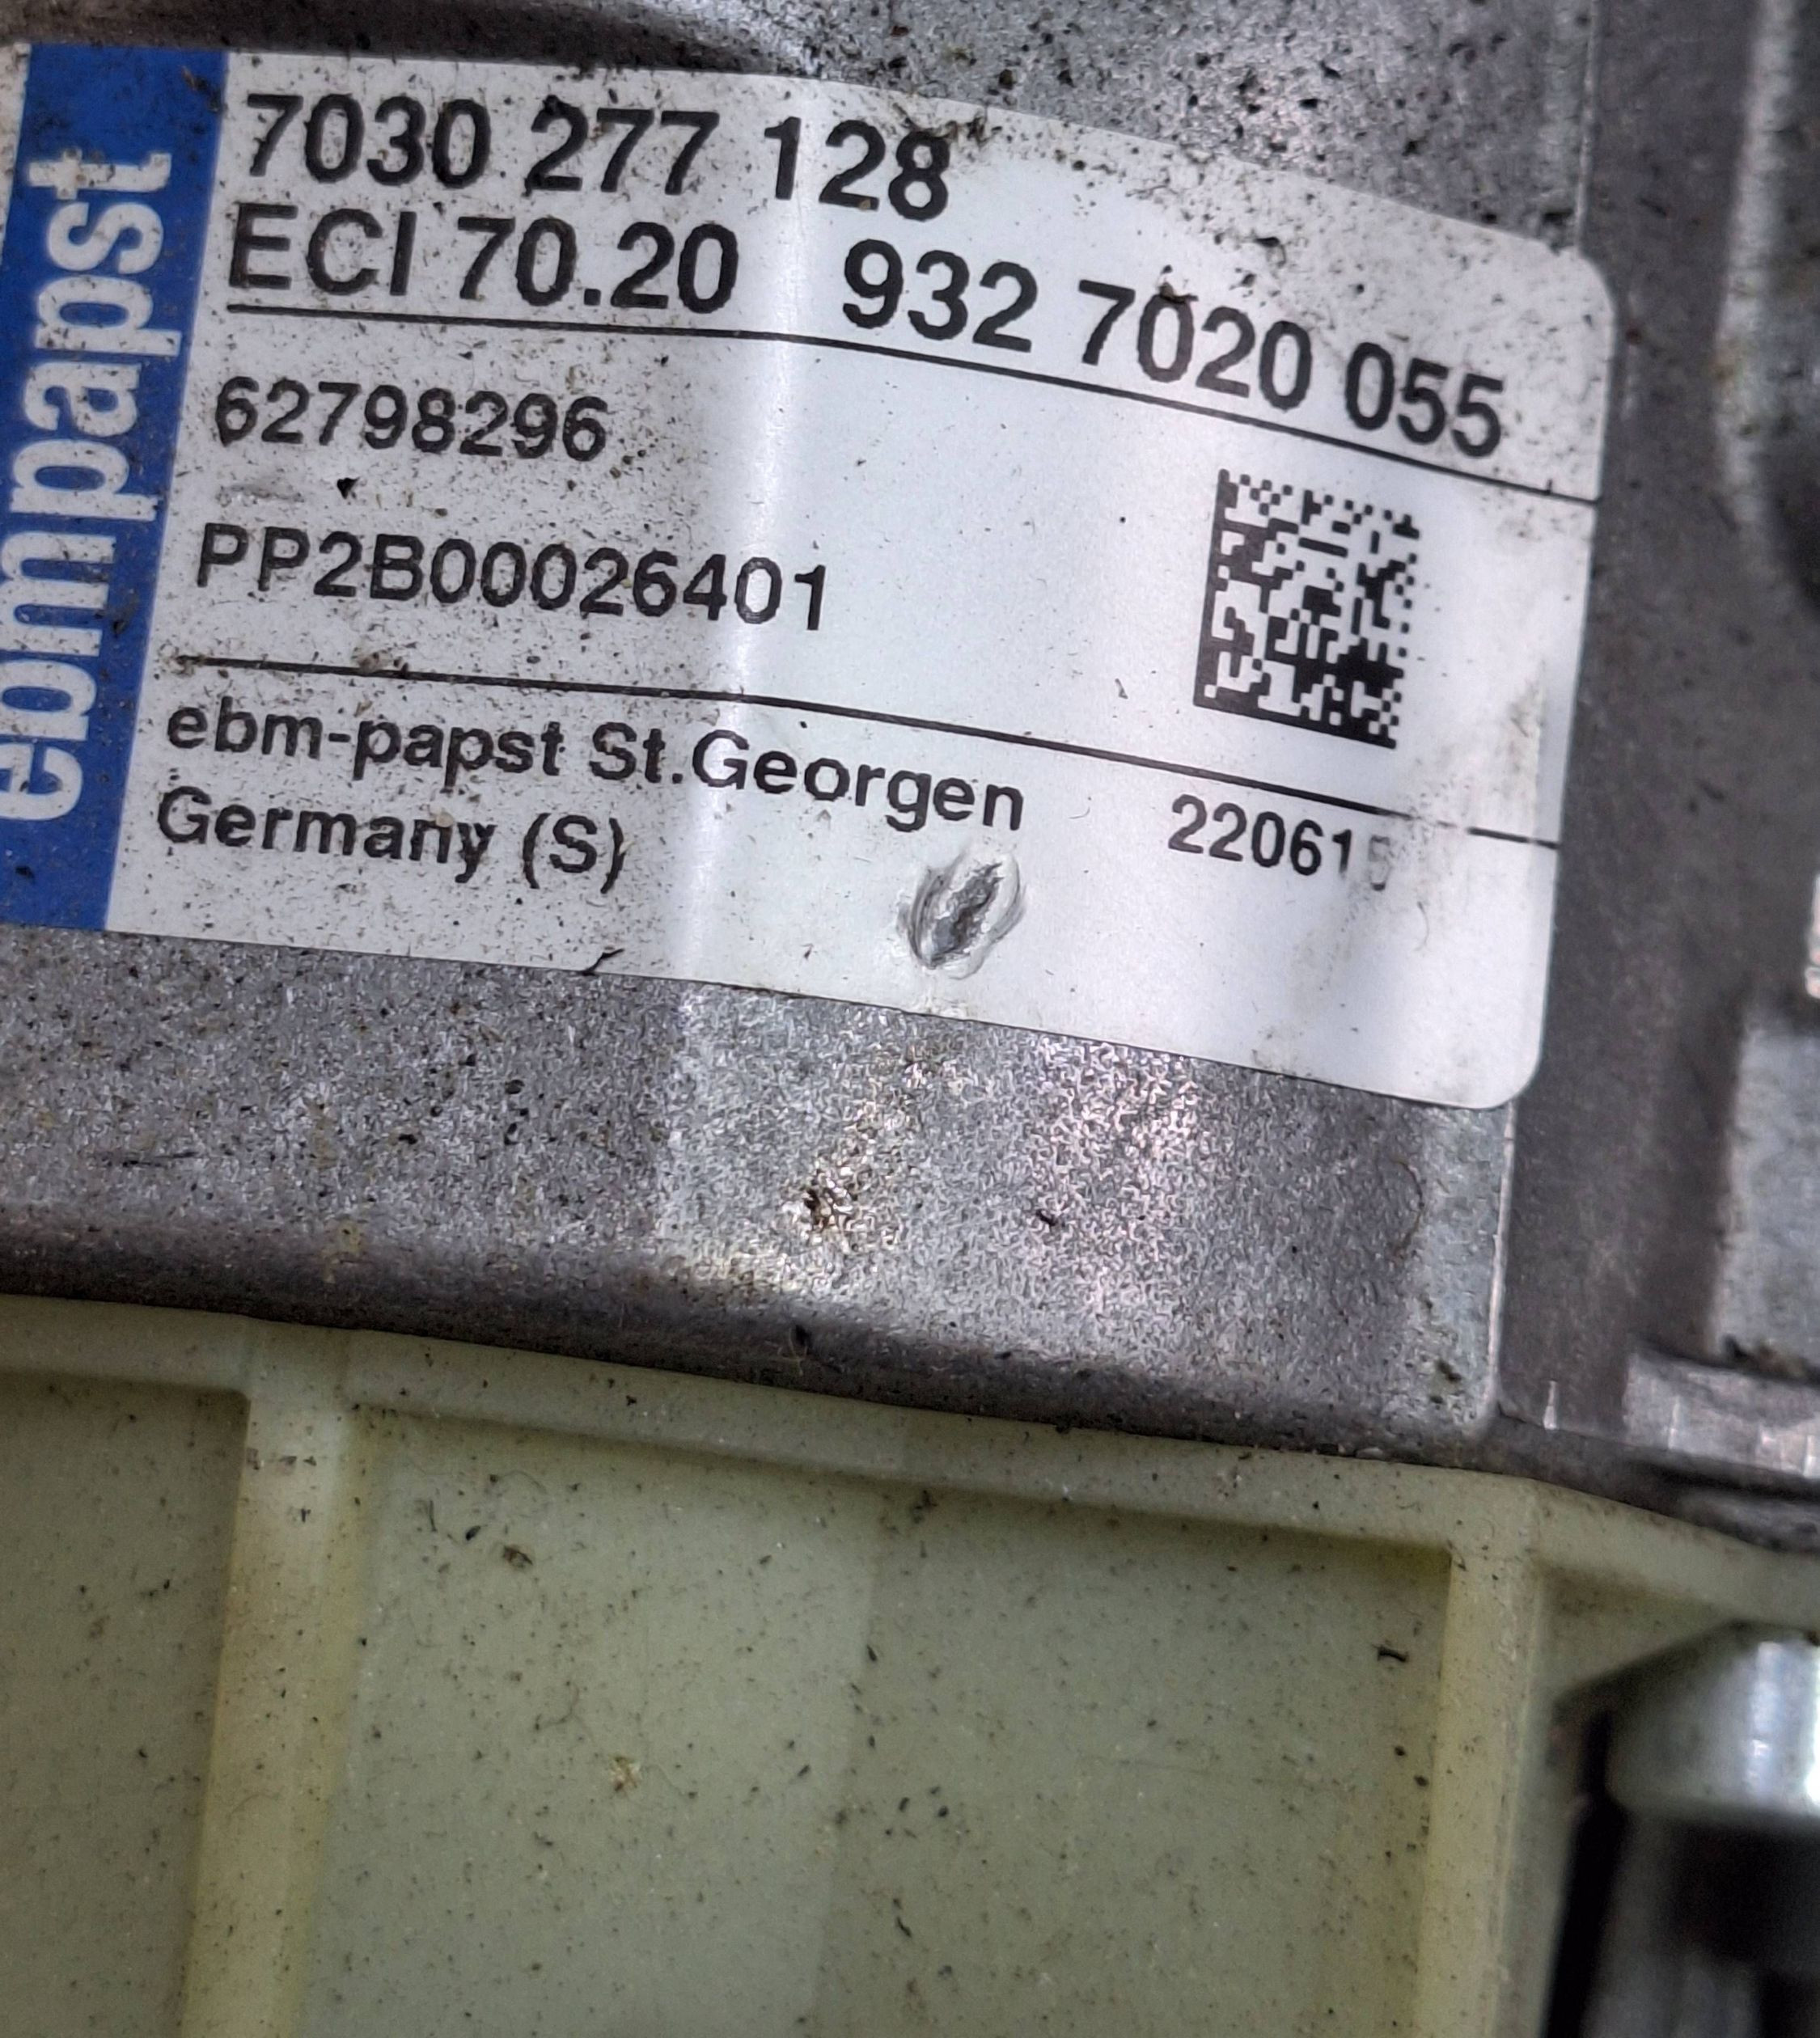 ebmpapst
7030 277 128
ECI 70.20 932 7020 055
62798296
PP2B00026401
ebm-papst St.Georgen
Germany (S) 220615